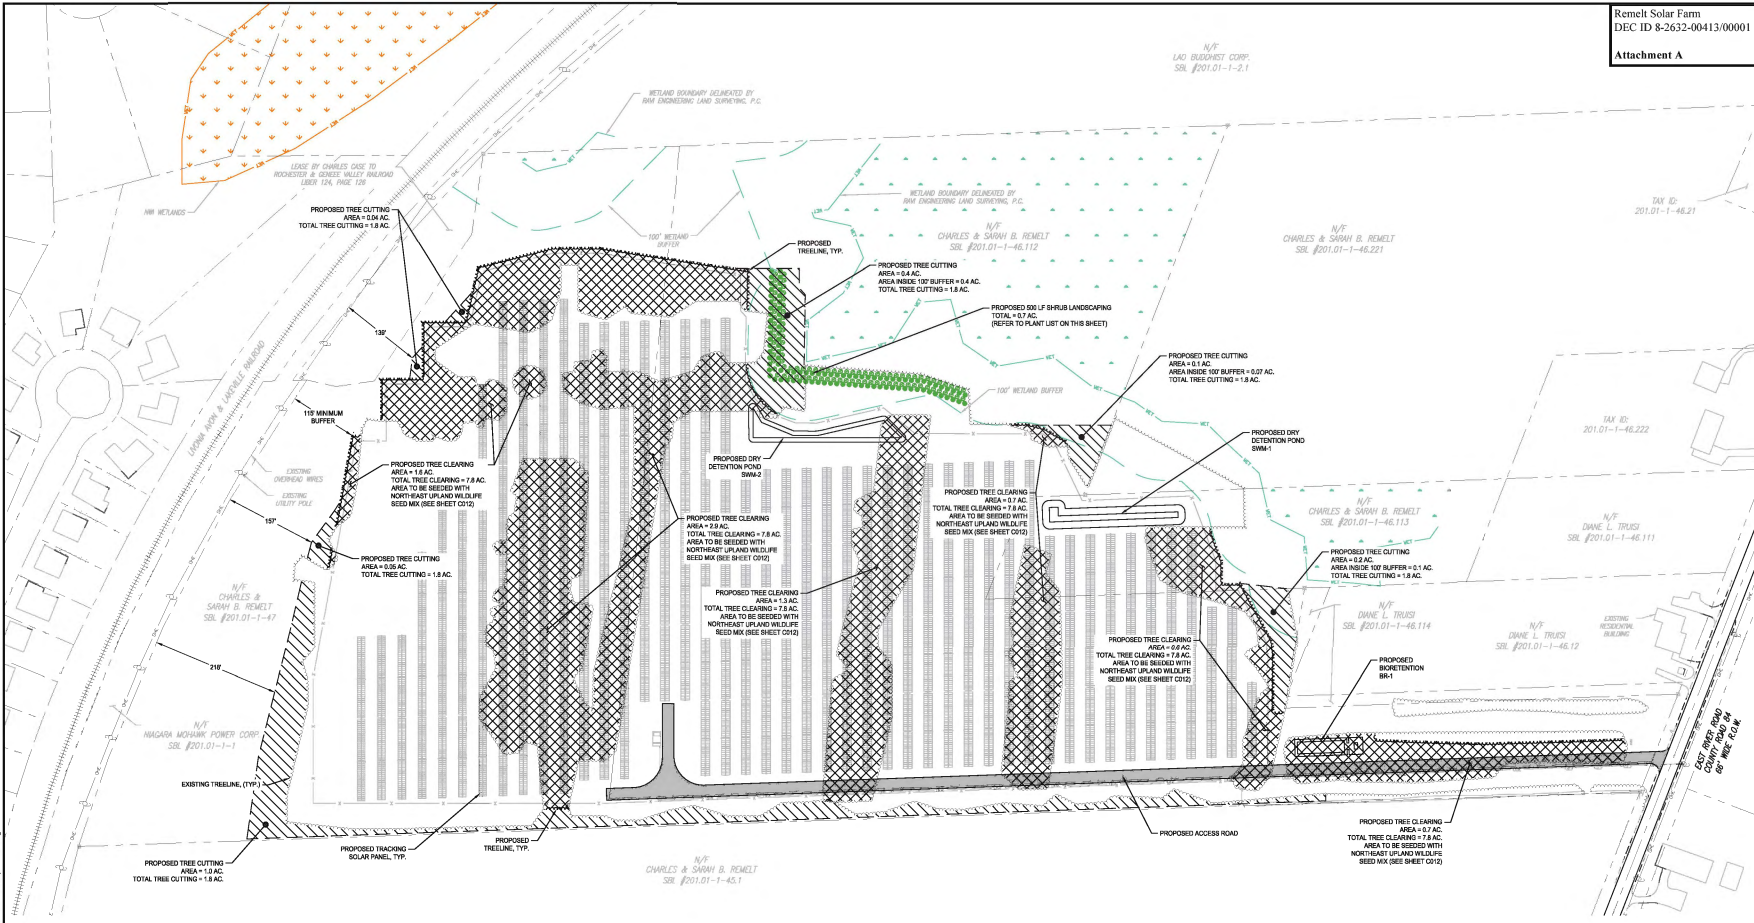 Remelt Solar Farm
DEC ID 8-2632-00413/00001
Attachment A
N/F
LAO BUDDHIST CORP.
SBL #201.01-1-2.1
WETLAND BOUNDARY DELINEATED BY
RAM ENGINEERING LAND SURVEYING, P.C.
LEASE BY CHARLES CASE TO
ROCHESTER & GENESEE VALLEY RAILROAD
LIBER 124, PAGE 126
NWI WETLANDS
PROPOSED TREE CUTTING
AREA = 0.04 AC.
TOTAL TREE CUTTING = 1.8 AC.
100' WETLAND
BUFFER
WETLAND BOUNDARY DELINEATED BY
RAM ENGINEERING LAND SURVEYING, P.C.
N/F
CHARLES & SARAH B. REMELT
SBL #201.01-1-46.112
N/F
CHARLES & SARAH B. REMELT
SBL #201.01-1-46.221
TAX ID:
201.01-1-46.21
PROPOSED
TREELINE, TYP.
PROPOSED TREE CUTTING
AREA = 0.4 AC.
AREA INSIDE 100' BUFFER = 0.4 AC.
TOTAL TREE CUTTING = 1.8 AC.
PROPOSED 500 LF SHRUB LANDSCAPING
TOTAL = 0.7 AC.
(REFER TO PLANT LIST ON THIS SHEET)
139'
LIVONIA AVON & LAKEVILLE RAILROAD
PROPOSED TREE CUTTING
AREA = 0.1 AC.
AREA INSIDE 100' BUFFER = 0.07 AC.
TOTAL TREE CUTTING = 1.8 AC.
100' WETLAND BUFFER
115' MINIMUM
BUFFER
TAX ID:
201.01-1-46.222
PROPOSED DRY
DETENTION POND
SWM-1
PROPOSED DRY
DETENTION POND
SWM-2
EXISTING
OVERHEAD WIRES
EXISTING
UTILITY POLE
PROPOSED TREE CLEARING
AREA = 1.6 AC.
TOTAL TREE CLEARING = 7.8 AC.
AREA TO BE SEEDED WITH
NORTHEAST UPLAND WILDLIFE
SEED MIX (SEE SHEET C012)
157'
PROPOSED TREE CLEARING
AREA = 2.9 AC.
TOTAL TREE CLEARING = 7.8 AC.
AREA TO BE SEEDED WITH
NORTHEAST UPLAND WILDLIFE
SEED MIX (SEE SHEET C012)
PROPOSED TREE CLEARING
AREA = 0.7 AC.
TOTAL TREE CLEARING = 7.8 AC.
AREA TO BE SEEDED WITH
NORTHEAST UPLAND WILDLIFE
SEED MIX (SEE SHEET C012)
N/F
CHARLES & SARAH B. REMELT
SBL #201.01-1-46.113
N/F
DIANE L. TRUISI
SBL #201.01-1-46.111
PROPOSED TREE CUTTING
AREA = 0.05 AC.
TOTAL TREE CUTTING = 1.8 AC.
PROPOSED TREE CUTTING
AREA = 0.2 AC.
AREA INSIDE 100' BUFFER = 0.1 AC.
TOTAL TREE CUTTING = 1.8 AC.
N/F
CHARLES &
SARAH B. REMELT
SBL #201.01-1-47
PROPOSED TREE CLEARING
AREA = 1.3 AC.
TOTAL TREE CLEARING = 7.8 AC.
AREA TO BE SEEDED WITH
NORTHEAST UPLAND WILDLIFE
SEED MIX (SEE SHEET C012)
N/F
DIANE L. TRUISI
SBL #201.01-1-46.114
N/F
DIANE L. TRUISI
SBL #201.01-1-46.12
EXISTING
RESIDENTIAL
BUILDING
PROPOSED TREE CLEARING
AREA = 0.6 AC.
TOTAL TREE CLEARING = 7.8 AC.
AREA TO BE SEEDED WITH
NORTHEAST UPLAND WILDLIFE
SEED MIX (SEE SHEET C012)
218'
PROPOSED
BIORETENTION
BR-1
N/F
NIAGARA MOHAWK POWER CORP.
SBL #201.01-1-1
EAST RIVER ROAD
COUNTY ROAD 84
66' WIDE R.O.W.
EXISTING TREELINE, (TYP.)
PROPOSED TREE CUTTING
AREA = 1.0 AC.
TOTAL TREE CUTTING = 1.8 AC.
PROPOSED TRACKING
SOLAR PANEL, TYP.
PROPOSED
TREELINE, TYP.
N/F
CHARLES & SARAH B. REMELT
SBL #201.01-1-45.1
PROPOSED ACCESS ROAD
PROPOSED TREE CLEARING
AREA = 0.7 AC.
TOTAL TREE CLEARING = 7.8 AC.
AREA TO BE SEEDED WITH
NORTHEAST UPLAND WILDLIFE
SEED MIX (SEE SHEET C012)